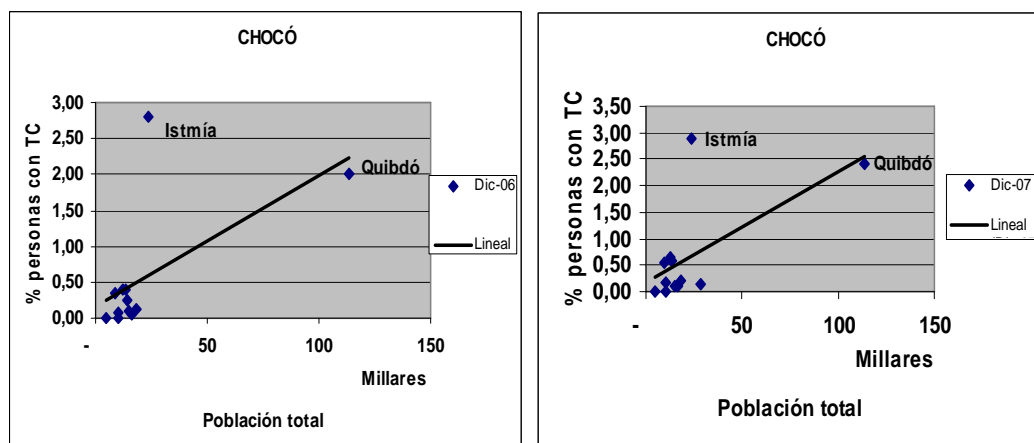 CHOCÓ
% personas con TC
3,00
2,50
2,00
1,50
1,00
0,50
0,00
Istmía
Quibdó
Dic-06
Lineal
-
50
100
150
Millares
Población total
CHOCÓ
% personas con TC
3,50
3,00
2,50
2,00
1,50
1,00
0,50
0,00
Istmía
Quibdó
Dic-07
Lineal
-
50
100
150
Millares
Población total